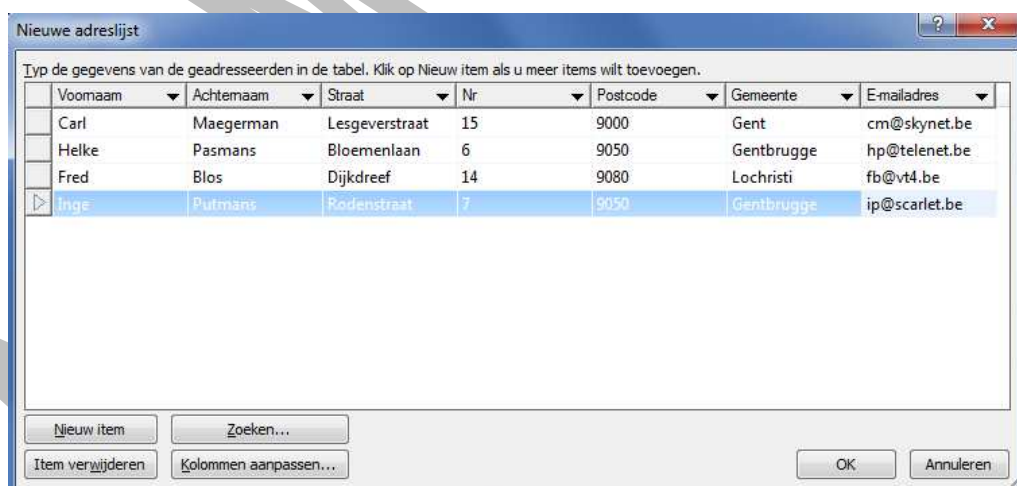 Nieuwe adreslijst
Typ de gegevens van de geadresseerden in de tabel. Klik op Nieuw item als u meer items wilt toevoegen.
Voornaam Achternaam Straat Nr Postcode Gemeente E-mailadres
Carl Maegerman Lesgeverstraat 15 9000 Gent cm@skynet.be
Helke Pasmans Bloemenlaan 6 9050 Gentbrugge hp@telenet.be
Fred Blos Dijkdreef 14 9080 Lochristi fb@vt4.be
Inge Putmans Rodenstraat 7 9050 Gentbrugge ip@scarlet.be
Nieuw item Zoeken...
Item verwijderen Kolommen aanpassen... OK Annuleren